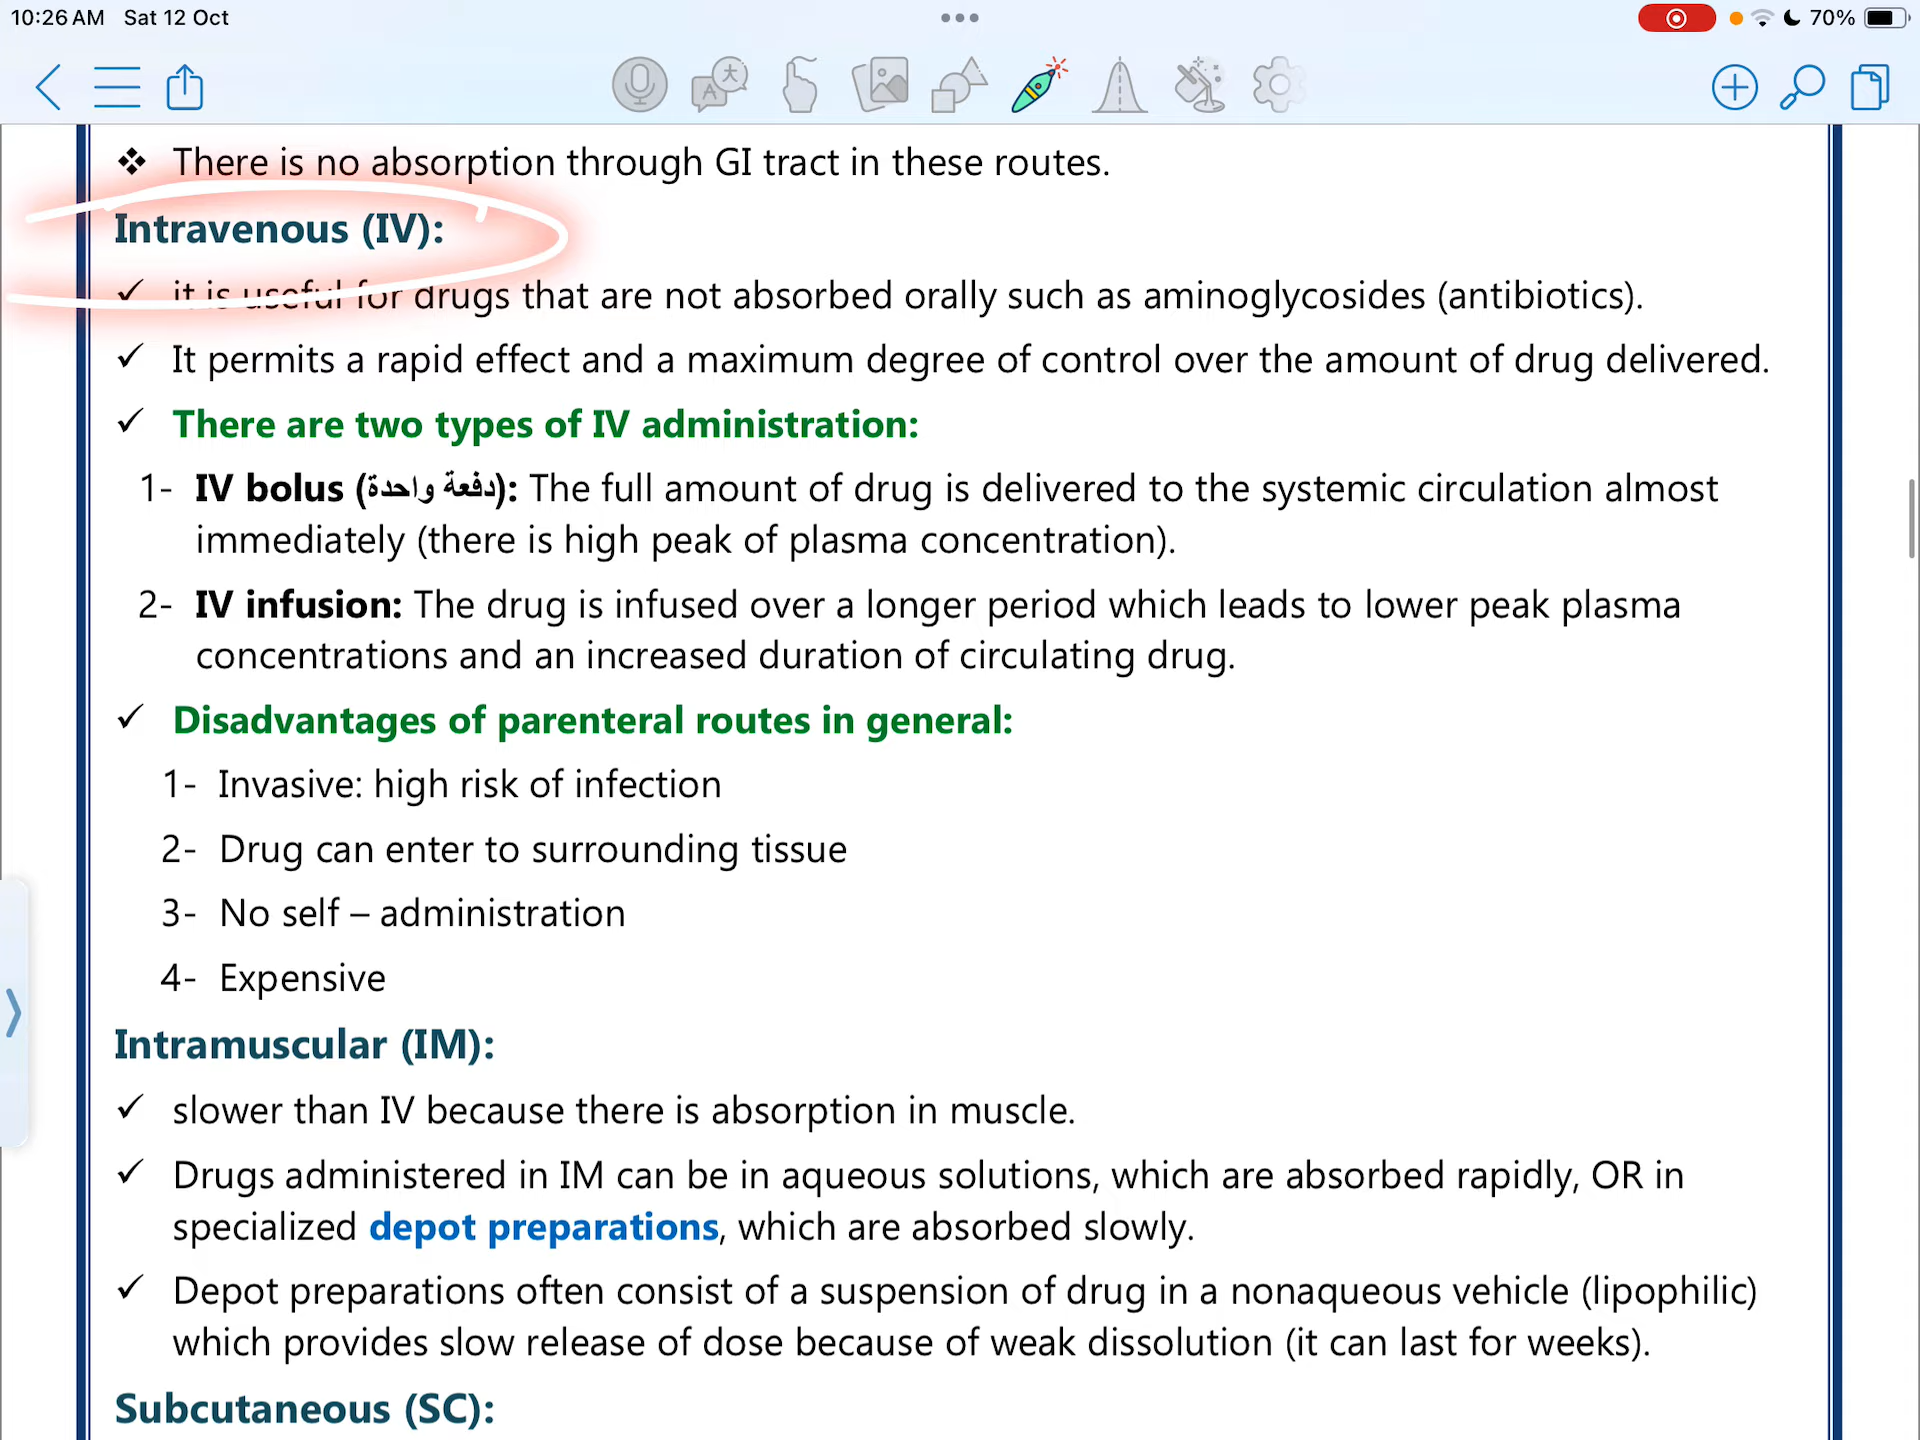 10:26 AM Sat 12 Oct
70%
❖ There is no absorption through GI tract in these routes.
Intravenous (IV):
✓ it is useful for drugs that are not absorbed orally such as aminoglycosides (antibiotics).
✓ It permits a rapid effect and a maximum degree of control over the amount of drug delivered.
✓ There are two types of IV administration:
1- IV bolus (دفعة واحدة): The full amount of drug is delivered to the systemic circulation almost
immediately (there is high peak of plasma concentration).
2- IV infusion: The drug is infused over a longer period which leads to lower peak plasma
concentrations and an increased duration of circulating drug.
✓ Disadvantages of parenteral routes in general:
1- Invasive: high risk of infection
2- Drug can enter to surrounding tissue
3- No self – administration
4- Expensive
Intramuscular (IM):
✓ slower than IV because there is absorption in muscle.
✓ Drugs administered in IM can be in aqueous solutions, which are absorbed rapidly, OR in
specialized depot preparations, which are absorbed slowly.
✓ Depot preparations often consist of a suspension of drug in a nonaqueous vehicle (lipophilic)
which provides slow release of dose because of weak dissolution (it can last for weeks).
Subcutaneous (SC):